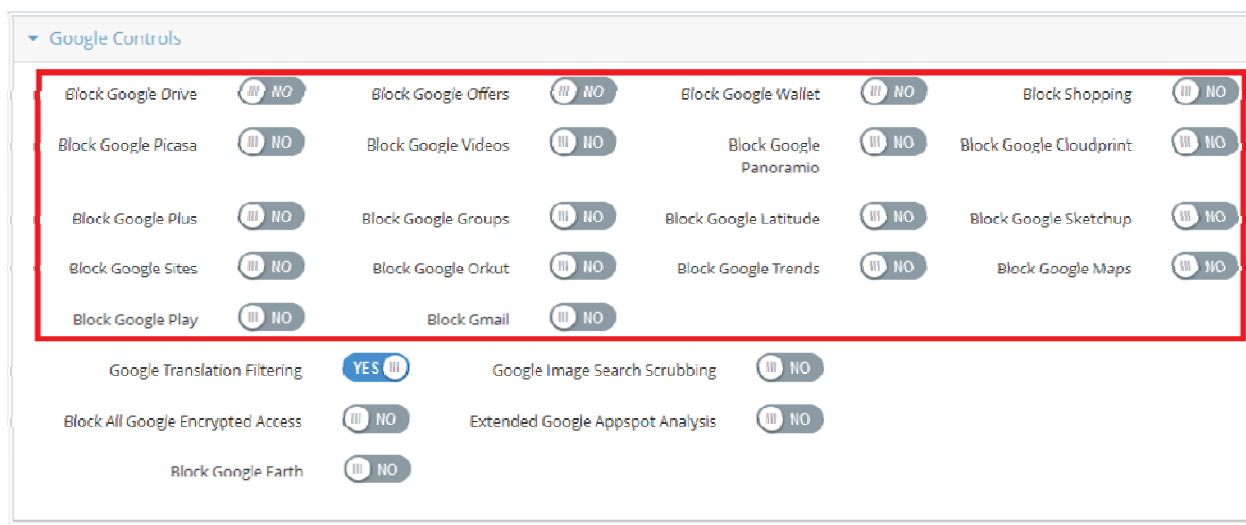 Google Controls
Block Google Drive NO Block Google Offers NO Block Google Wallet NO Block Shopping NO
Block Google Picasa NO Block Google Videos NO Block Google NO Block Google Cloudprint NO
Panoramio
Block Google Plus NO Block Google Groups NO Block Google Latitude NO Block Google Sketchup NO
Block Google Sites NO Block Google Orkut NO Block Google Trends NO Block Google Maps NO
Block Google Play NO Block Gmail NO
Google Translation Filtering YES Google Image Search Scrubbing NO
Block All Google Encrypted Access NO Extended Google Appspot Analysis NO
Block Google Earth NO